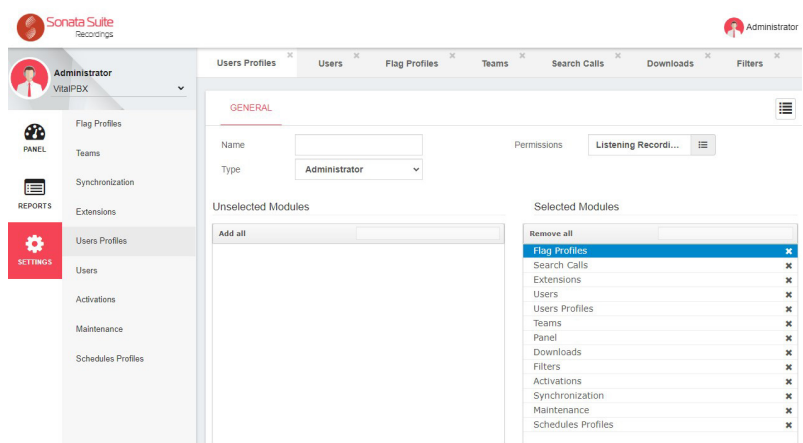 Sonata Suite
Recordings
Administrator
Administrator
VitalPBX
Users Profiles
Users
Flag Profiles
Teams
Search Calls
Downloads
Filters
PANEL
REPORTS
SETTINGS
Flag Profiles
Teams
Synchronization
Extensions
Users Profiles
Users
Activations
Maintenance
Schedules Profiles
GENERAL
Name
Permissions
Listening Recordi...
Type
Administrator
Unselected Modules
Selected Modules
Add all
Remove all
Flag Profiles
Search Calls
Extensions
Users
Users Profiles
Teams
Panel
Downloads
Filters
Activations
Synchronization
Maintenance
Schedules Profiles